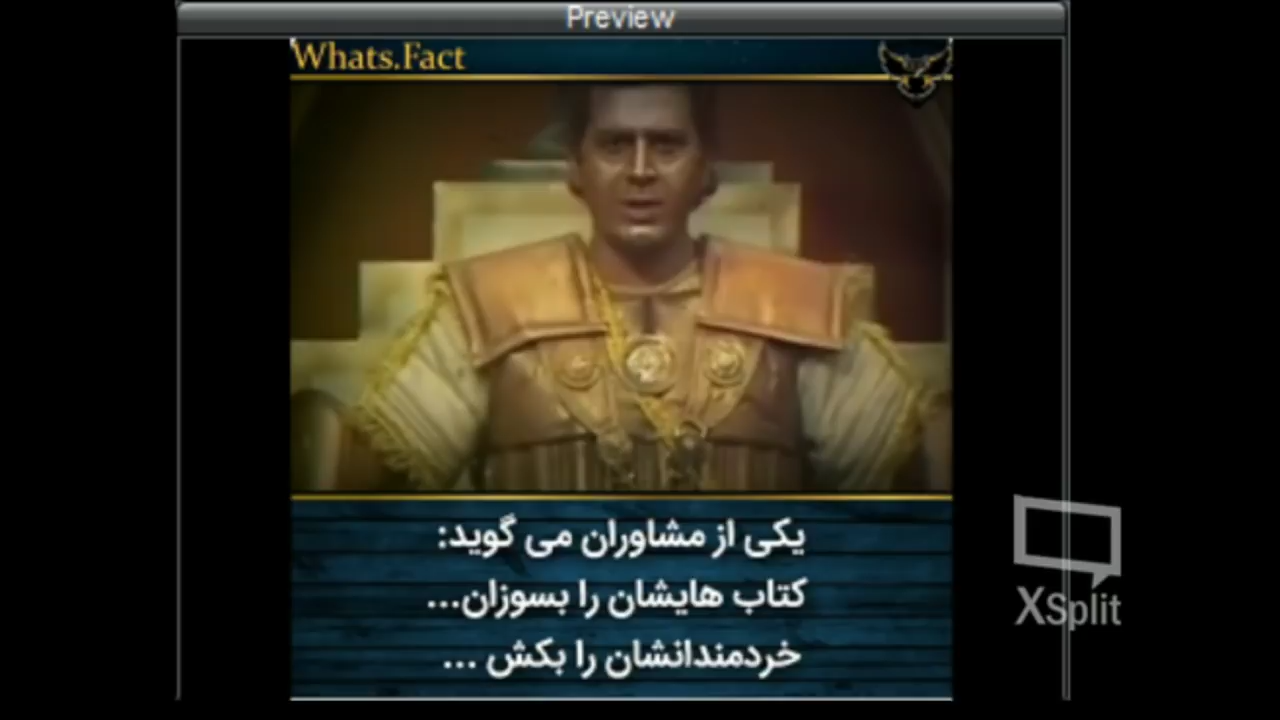 Preview
Whats.Fact
یکی از مشاوران می گوید:
کتاب هایشان را بسوزان...
خردمندانشان را بکش ...
XSplit